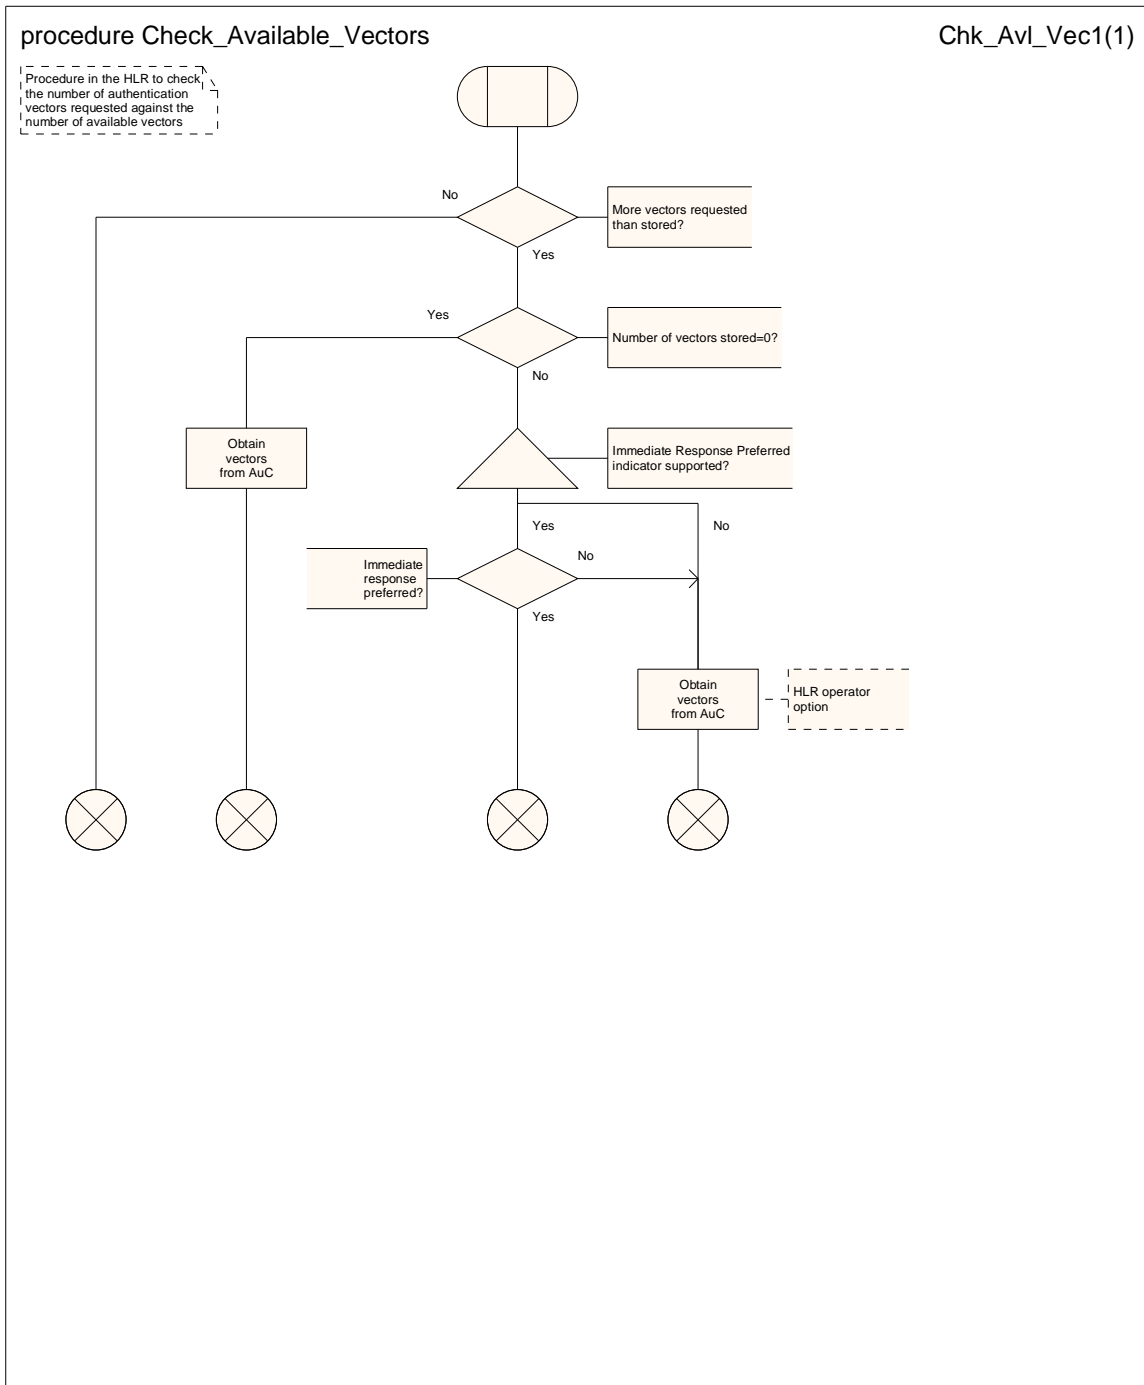 procedure Check_Available_Vectors
Chk_Avl_Vec1(1)
Procedure in the HLR to check
the number of authentication
vectors requested against the
number of available vectors
No
More vectors requested
than stored?
Yes
Yes
Number of vectors stored=0?
No
Obtain
vectors
from AuC
Immediate Response Preferred
indicator supported?
Yes
No
Immediate
response
preferred?
No
Yes
Obtain
vectors
from AuC
HLR operator
option